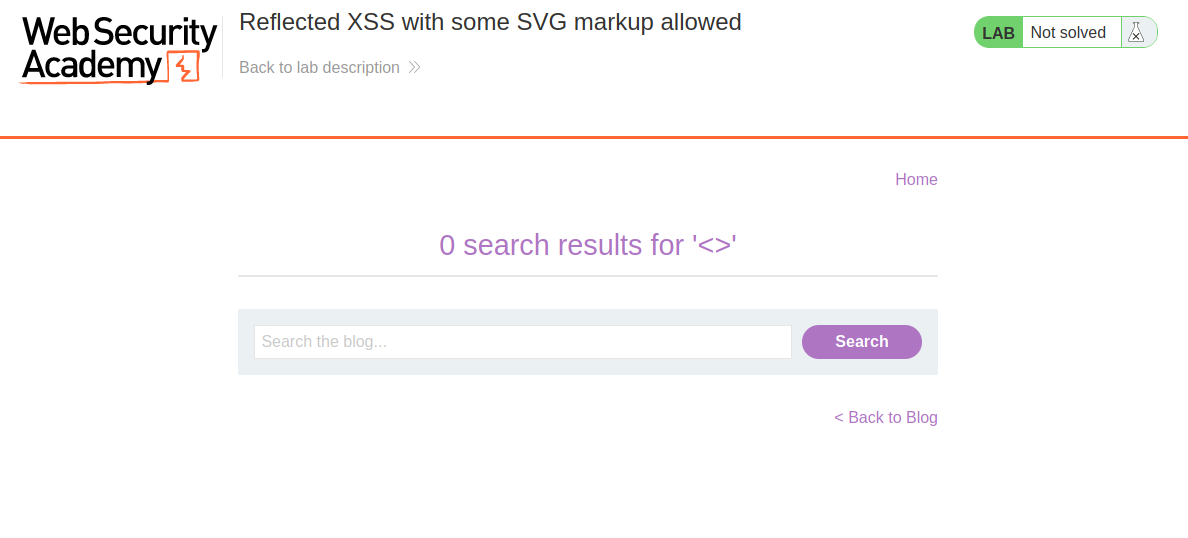 Web Security
Academy
Reflected XSS with some SVG markup allowed
Back to lab description
LAB Not solved
Home
0 search results for '<>'
Search the blog...
Search
< Back to Blog